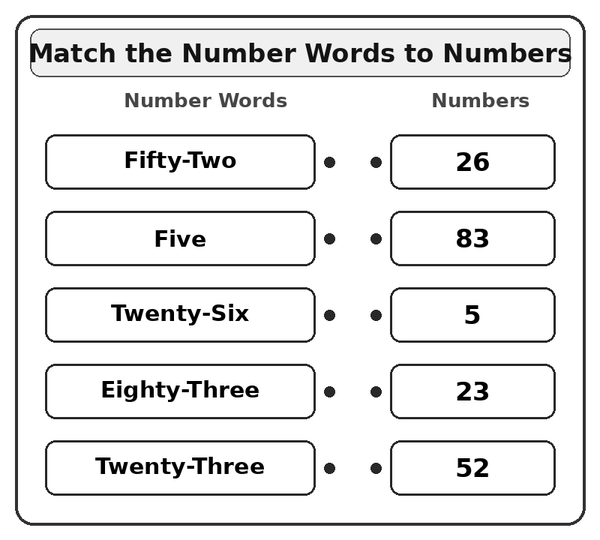 Match the Number Words to Numbers
Number Words Numbers
Fifty-Two 26
Five 83
Twenty-Six 5
Eighty-Three 23
Twenty-Three 52